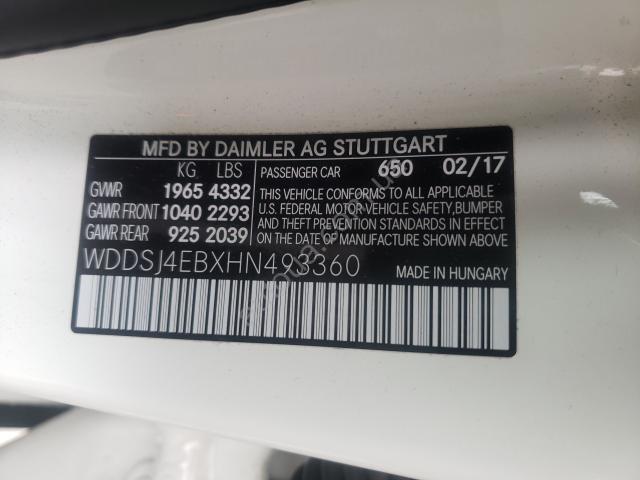 MFD BY DAIMLER AG STUTTGART
KG LBS PASSENGER CAR 650 02/17
GVWR 1965 4332
GAWR FRONT 1040 2293
GAWR REAR 925 2039
THIS VEHICLE CONFORMS TO ALL APPLICABLE
U.S. FEDERAL MOTOR VEHICLE SAFETY,BUMPER
AND THEFT PREVENTION STANDARDS IN EFFECT
ON THE DATE OF MANUFACTURE SHOWN ABOVE.
WDDSJ4EBXHN493360 MADE IN HUNGARY